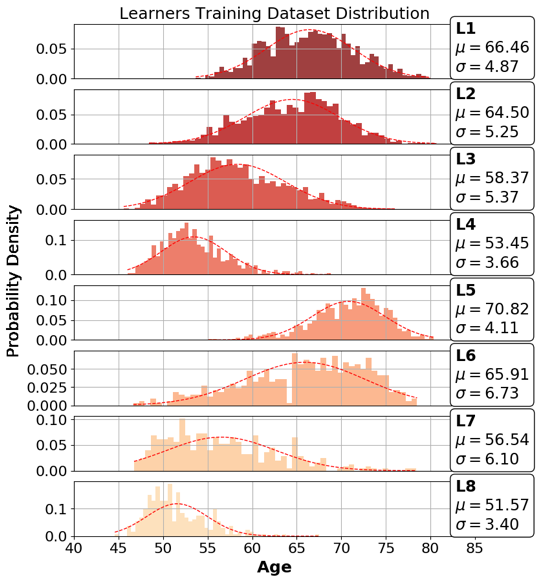 Learners Training Dataset Distribution
0.05
0.00
L1
μ = 66.46
σ = 4.87
0.05
0.00
L2
μ = 64.50
σ = 5.25
0.05
0.00
L3
μ = 58.37
σ = 5.37
0.1
0.0
L4
μ = 53.45
σ = 3.66
0.10
0.05
0.00
L5
μ = 70.82
σ = 4.11
0.050
0.025
0.000
L6
μ = 65.91
σ = 6.73
0.10
0.05
0.00
L7
μ = 56.54
σ = 6.10
0.1
0.0
L8
μ = 51.57
σ = 3.40
40 45 50 55 60 65 70 75 80 85
Age
Probability Density